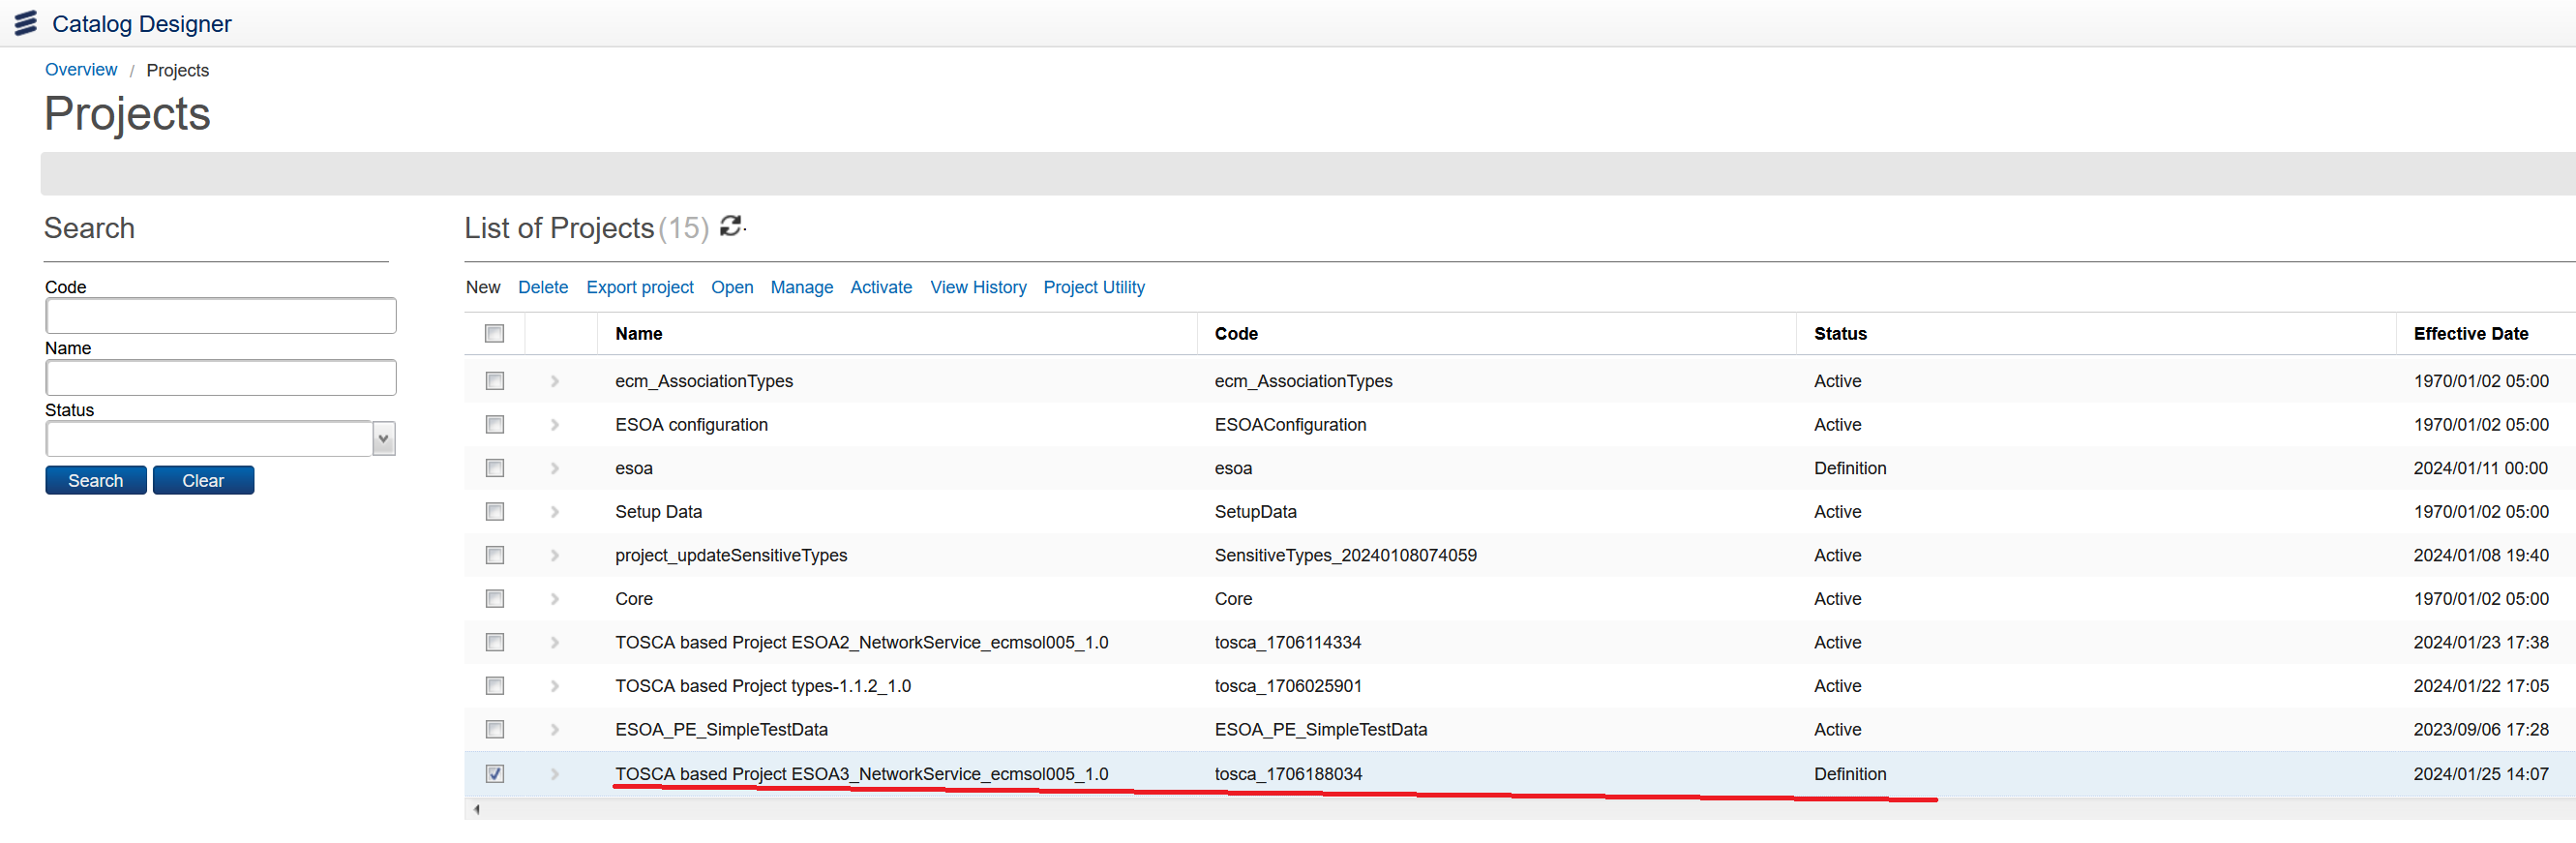 Catalog Designer
Overview / Projects
Projects
Search
Code
Name
Status
Search Clear
List of Projects (15)
New Delete Export project Open Manage Activate View History Project Utility
Name Code Status Effective Date
ecm_AssociationTypes ecm_AssociationTypes Active 1970/01/02 05:00
ESOA configuration ESOAConfiguration Active 1970/01/02 05:00
esoa esoa Definition 2024/01/11 00:00
Setup Data SetupData Active 1970/01/02 05:00
project_updateSensitiveTypes SensitiveTypes_20240108074059 Active 2024/01/08 19:40
Core Core Active 1970/01/02 05:00
TOSCA based Project ESOA2_NetworkService_ecmsol005_1.0 tosca_1706114334 Active 2024/01/23 17:38
TOSCA based Project types-1.1.2_1.0 tosca_1706025901 Active 2024/01/22 17:05
ESOA_PE_SimpleTestData ESOA_PE_SimpleTestData Active 2023/09/06 17:28
TOSCA based Project ESOA3_NetworkService_ecmsol005_1.0 tosca_1706188034 Definition 2024/01/25 14:07